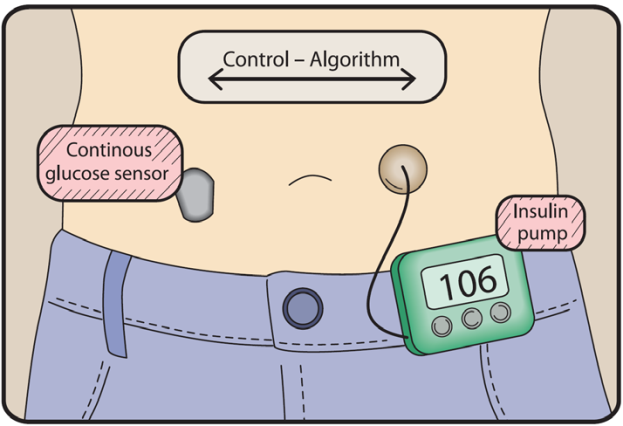 Control – Algorithm
Continous
glucose sensor
Insulin
pump
106